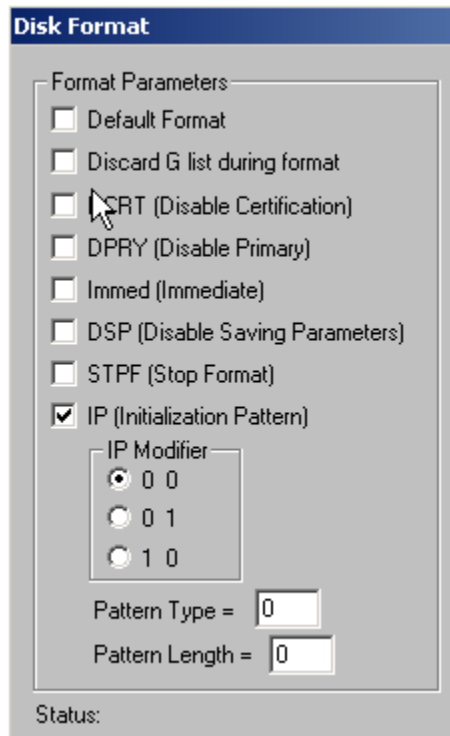 Disk Format
Format Parameters
Default Format
Discard G list during format
(Disable Certification)
DPRY (Disable Primary)
Immed (Immediate)
DSP (Disable Saving Parameters)
STPF (Stop Format)
IP (Initialization Pattern)
IP Modifier
0 0
0 1
1 0
Pattern Type = 0
Pattern Length = 0
Status: